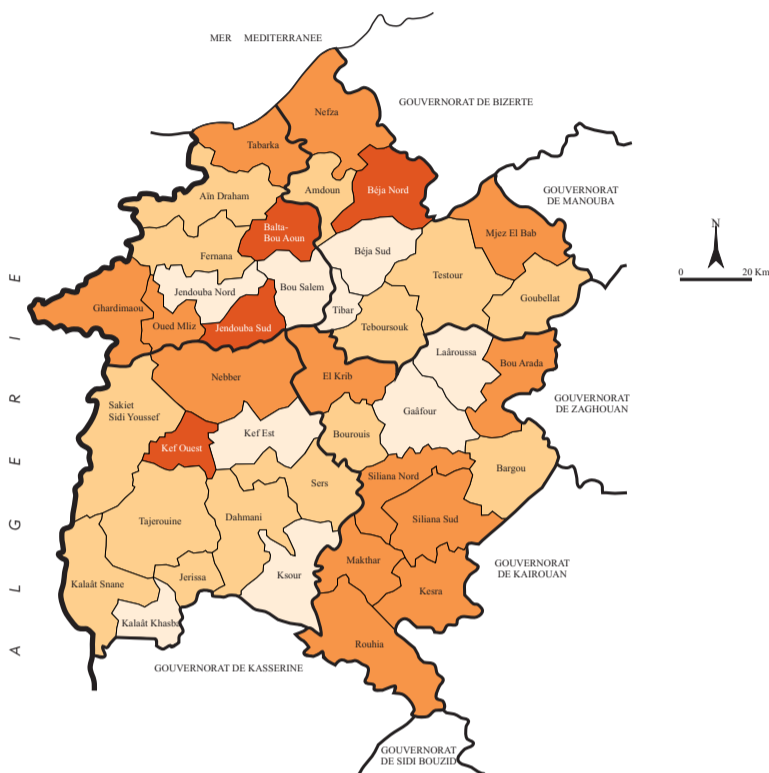 MER MEDITERRANEE
GOUVERNORAT DE BIZERTE
Nefza
Tabarka
GOUVERNORAT
DE MANOUBA
Aïn Draham
Amdoun
Béja Nord
Balta-
Bou Aoun
Mjez El Bab
N
Fernana
Béja Sud
Testour
0 20 Km
Jendouba Nord
Bou Salem
Goubellat
Ghardimaou
Tibar
Oued Mliz
Jendouba Sud
Teboursouk
Laâroussa
Bou Arada
Nebber
El Krib
GOUVERNORAT
DE ZAGHOUAN
Sakiet
Sidi Youssef
Gaâfour
Kef Est
Bourouis
Kef Ouest
Bargou
Siliana Nord
Sers
Dahmani
Siliana Sud
Tajerouine
GOUVERNORAT
DE KAIROUAN
Makthar
Kalaât Snane
Jerissa
Ksour
Kesra
Kalaât Khasba
Rouhia
GOUVERNORAT DE KASSERINE
GOUVERNORAT
DE SIDI BOUZID
ALGERIE